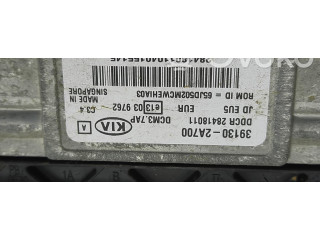 39130-2A700
DDCR 28418011
JD EU5 EUR
ROM ID = 65JD502MCWEHA03
KIA
A
DCM3.7AP
e13 03 9762
C3.4
MADE IN
SINGAPORE